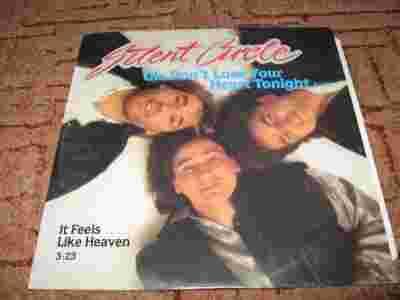 Silent Circle
Oh, Don't Lose Your
Heart Tonight
It Feels
Like Heaven
3:23